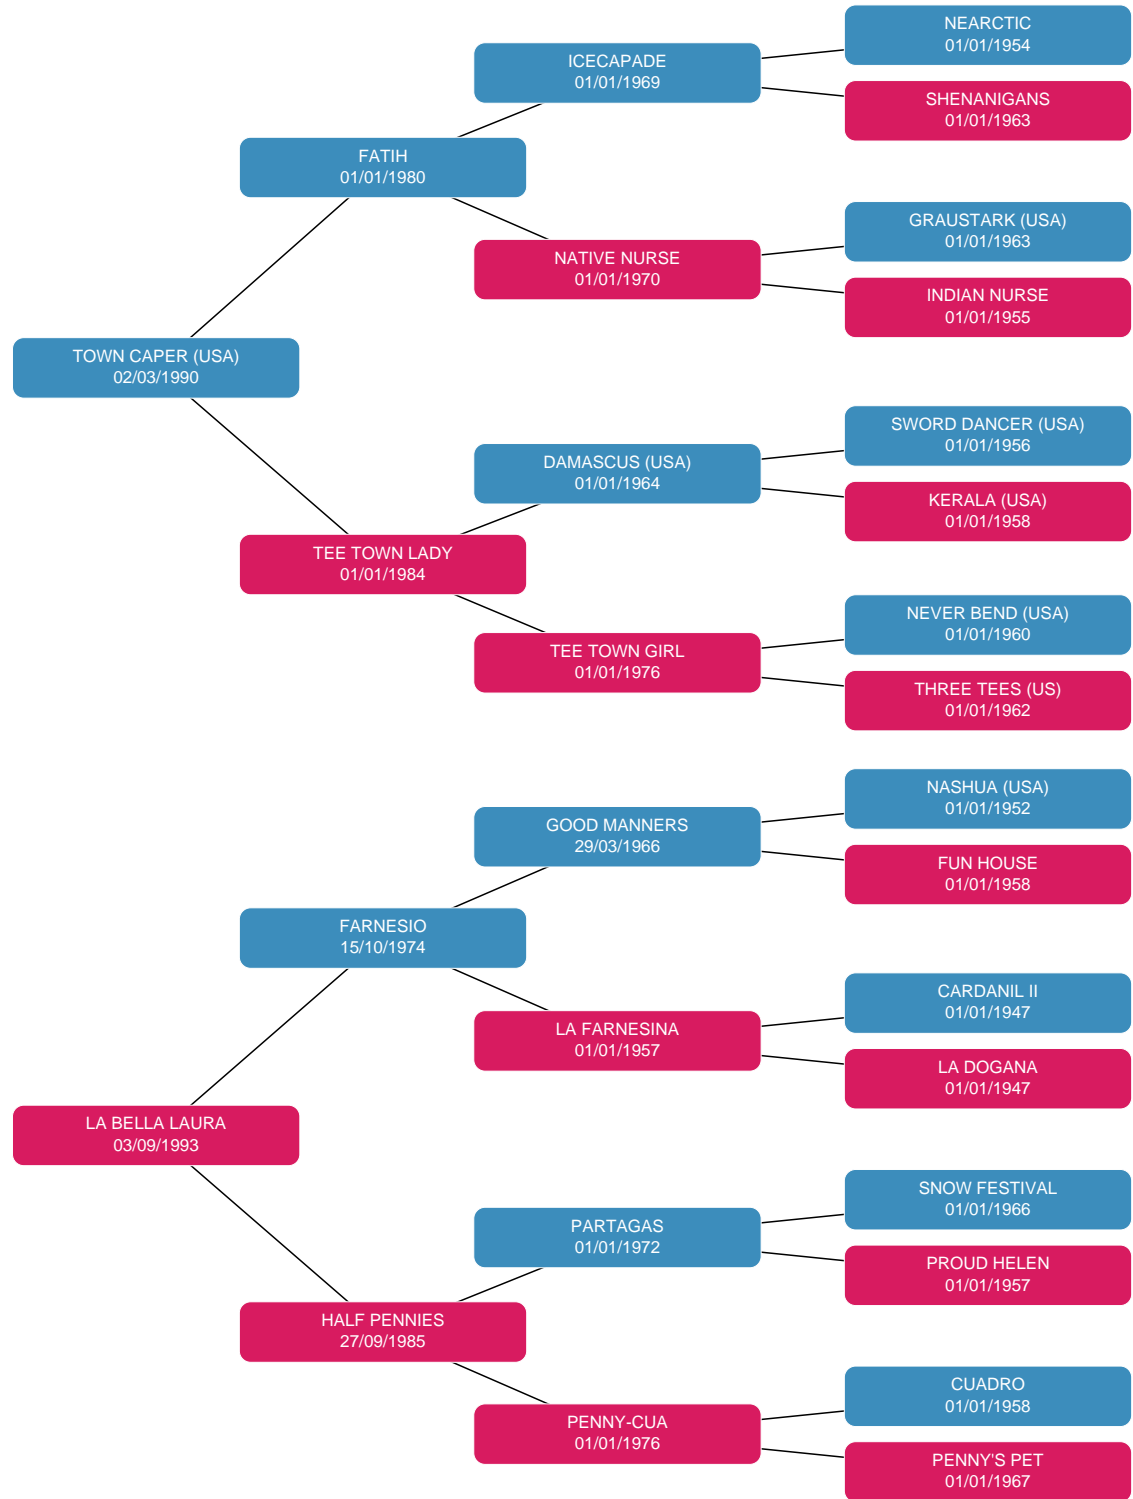 NEARCTIC
01/01/1954
ICECAPADE
01/01/1969
SHENANIGANS
01/01/1963
FATIH
01/01/1980
GRAUSTARK (USA)
01/01/1963
NATIVE NURSE
01/01/1970
INDIAN NURSE
01/01/1955
TOWN CAPER (USA)
02/03/1990
SWORD DANCER (USA)
01/01/1956
DAMASCUS (USA)
01/01/1964
KERALA (USA)
01/01/1958
TEE TOWN LADY
01/01/1984
NEVER BEND (USA)
01/01/1960
TEE TOWN GIRL
01/01/1976
THREE TEES (US)
01/01/1962
NASHUA (USA)
01/01/1952
GOOD MANNERS
29/03/1966
FUN HOUSE
01/01/1958
FARNESIO
15/10/1974
CARDANIL II
01/01/1947
LA FARNESINA
01/01/1957
LA DOGANA
01/01/1947
LA BELLA LAURA
03/09/1993
SNOW FESTIVAL
01/01/1966
PARTAGAS
01/01/1972
PROUD HELEN
01/01/1957
HALF PENNIES
27/09/1985
CUADRO
01/01/1958
PENNY-CUA
01/01/1976
PENNY'S PET
01/01/1967